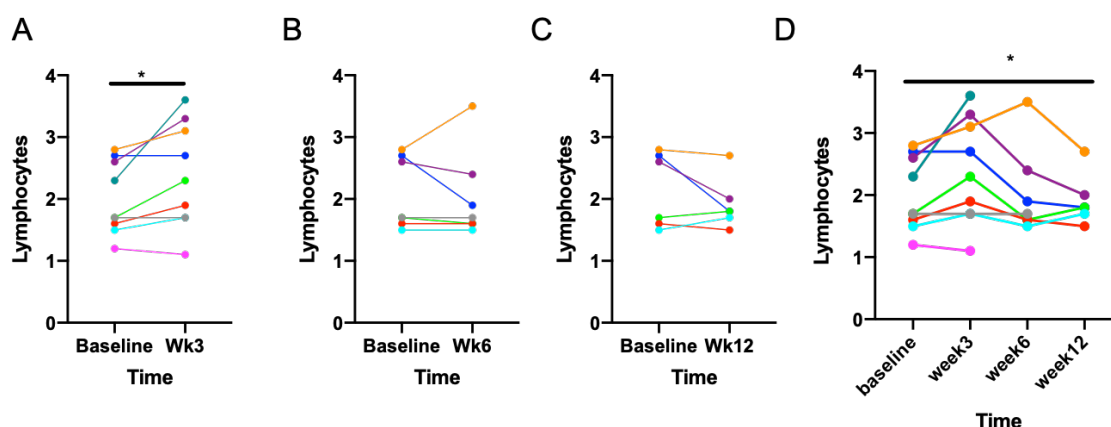 A
*
Lymphocytes
4
3
2
1
0
Baseline Wk3
Time
B
Lymphocytes
4
3
2
1
0
Baseline Wk6
Time
C
Lymphocytes
4
3
2
1
0
Baseline Wk12
Time
D
*
Lymphocytes
4
3
2
1
0
baseline
week3
week6
week12
Time